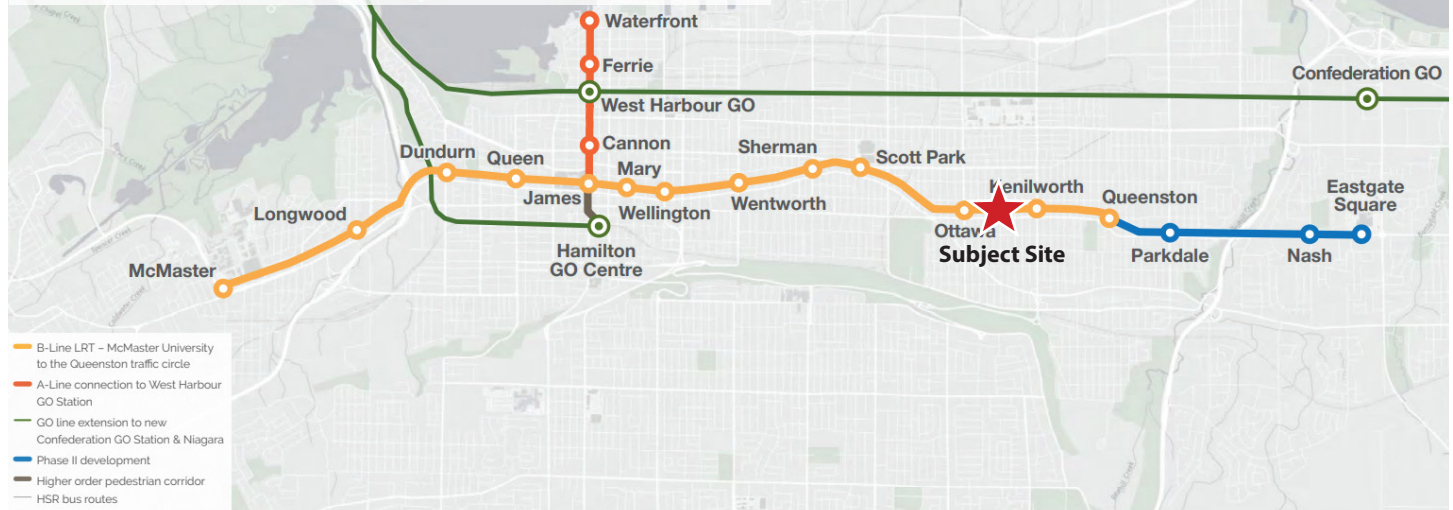 Waterfront
Ferrie
West Harbour GO
Confederation GO
Cannon
Dundurn
Queen
James
Mary
Wellington
Sherman
Wentworth
Scott Park
Kenilworth
Ottawa
Subject Site
Queenston
Eastgate
Square
Parkdale
Nash
Longwood
McMaster
Hamilton
GO Centre
B-Line LRT – McMaster University
to the Queenston traffic circle
A-Line connection to West Harbour
GO Station
GO line extension to new
Confederation GO Station & Niagara
Phase II development
Higher order pedestrian corridor
HSR bus routes